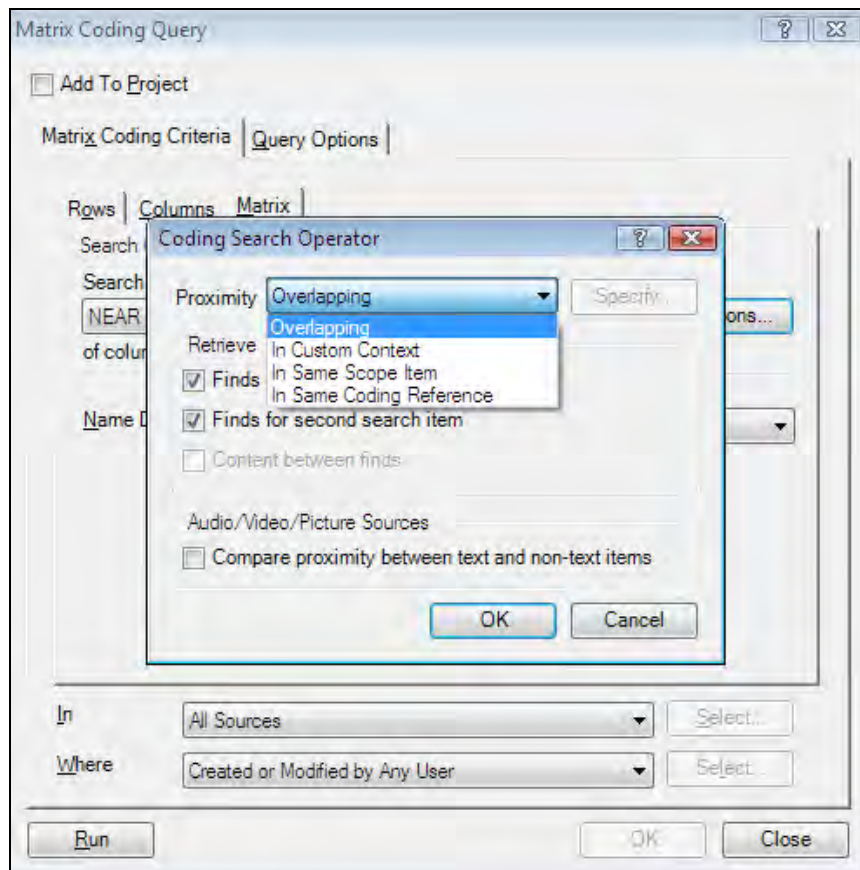 Matrix Coding Query
Add To Project
Matrix Coding Criteria Query Options
Rows Columns Matrix
Search
Coding Search Operator
Search
Proximity Overlapping Specify...
NEAR
ons...
Overlapping
In Custom Context
In Same Scope Item
In Same Coding Reference
of colum
Retrieve
Finds
Name D
Finds for second search item
Content between finds
Audio/Video/Picture Sources
Compare proximity between text and non-text items
OK Cancel
In All Sources Select...
Where Created or Modified by Any User Select...
Run OK Close